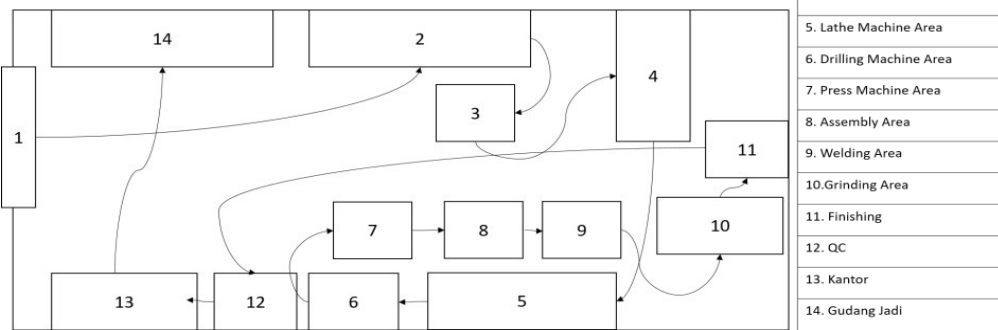 14
2
4
3
1
11
7
8
9
10
13
12
6
5
5. Lathe Machine Area
6. Drilling Machine Area
7. Press Machine Area
8. Assembly Area
9. Welding Area
10.Grinding Area
11. Finishing
12. QC
13. Kantor
14. Gudang Jadi